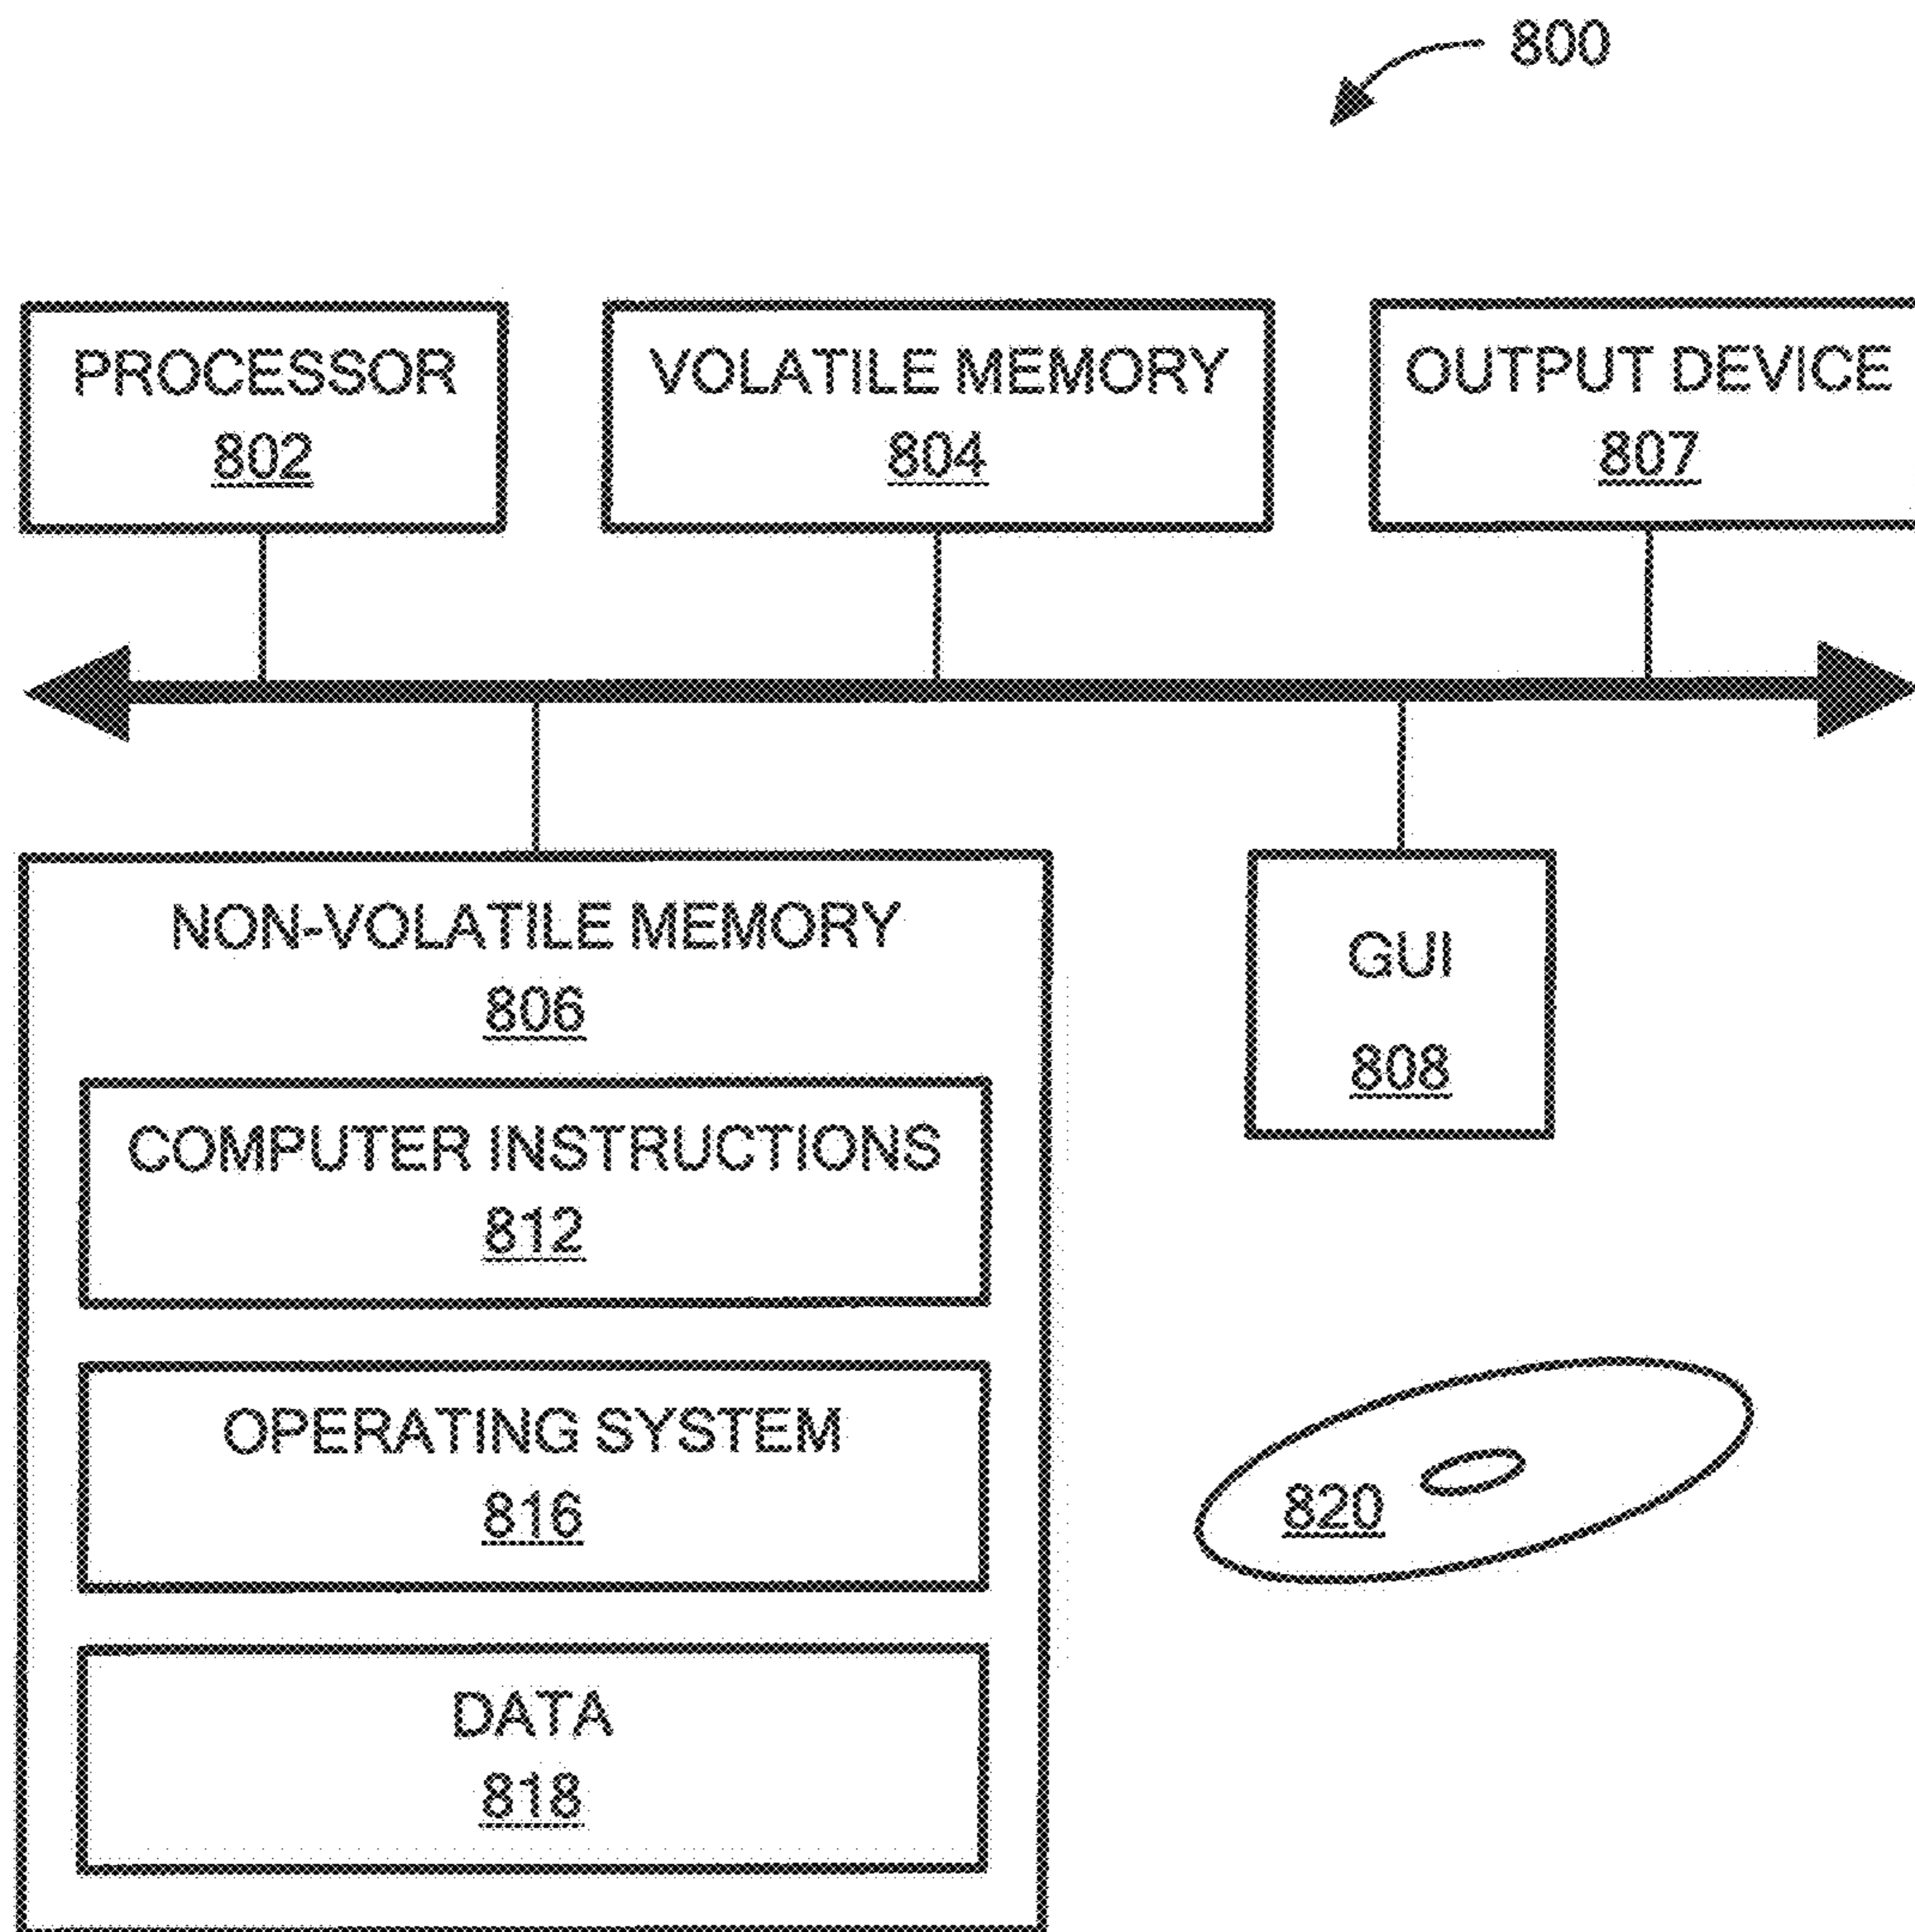 800
PROCESSOR
802
VOLATILE MEMORY
804
OUTPUT DEVICE
807
NON-VOLATILE MEMORY
806
COMPUTER INSTRUCTIONS
812
OPERATING SYSTEM
816
DATA
818
GUI
808
820